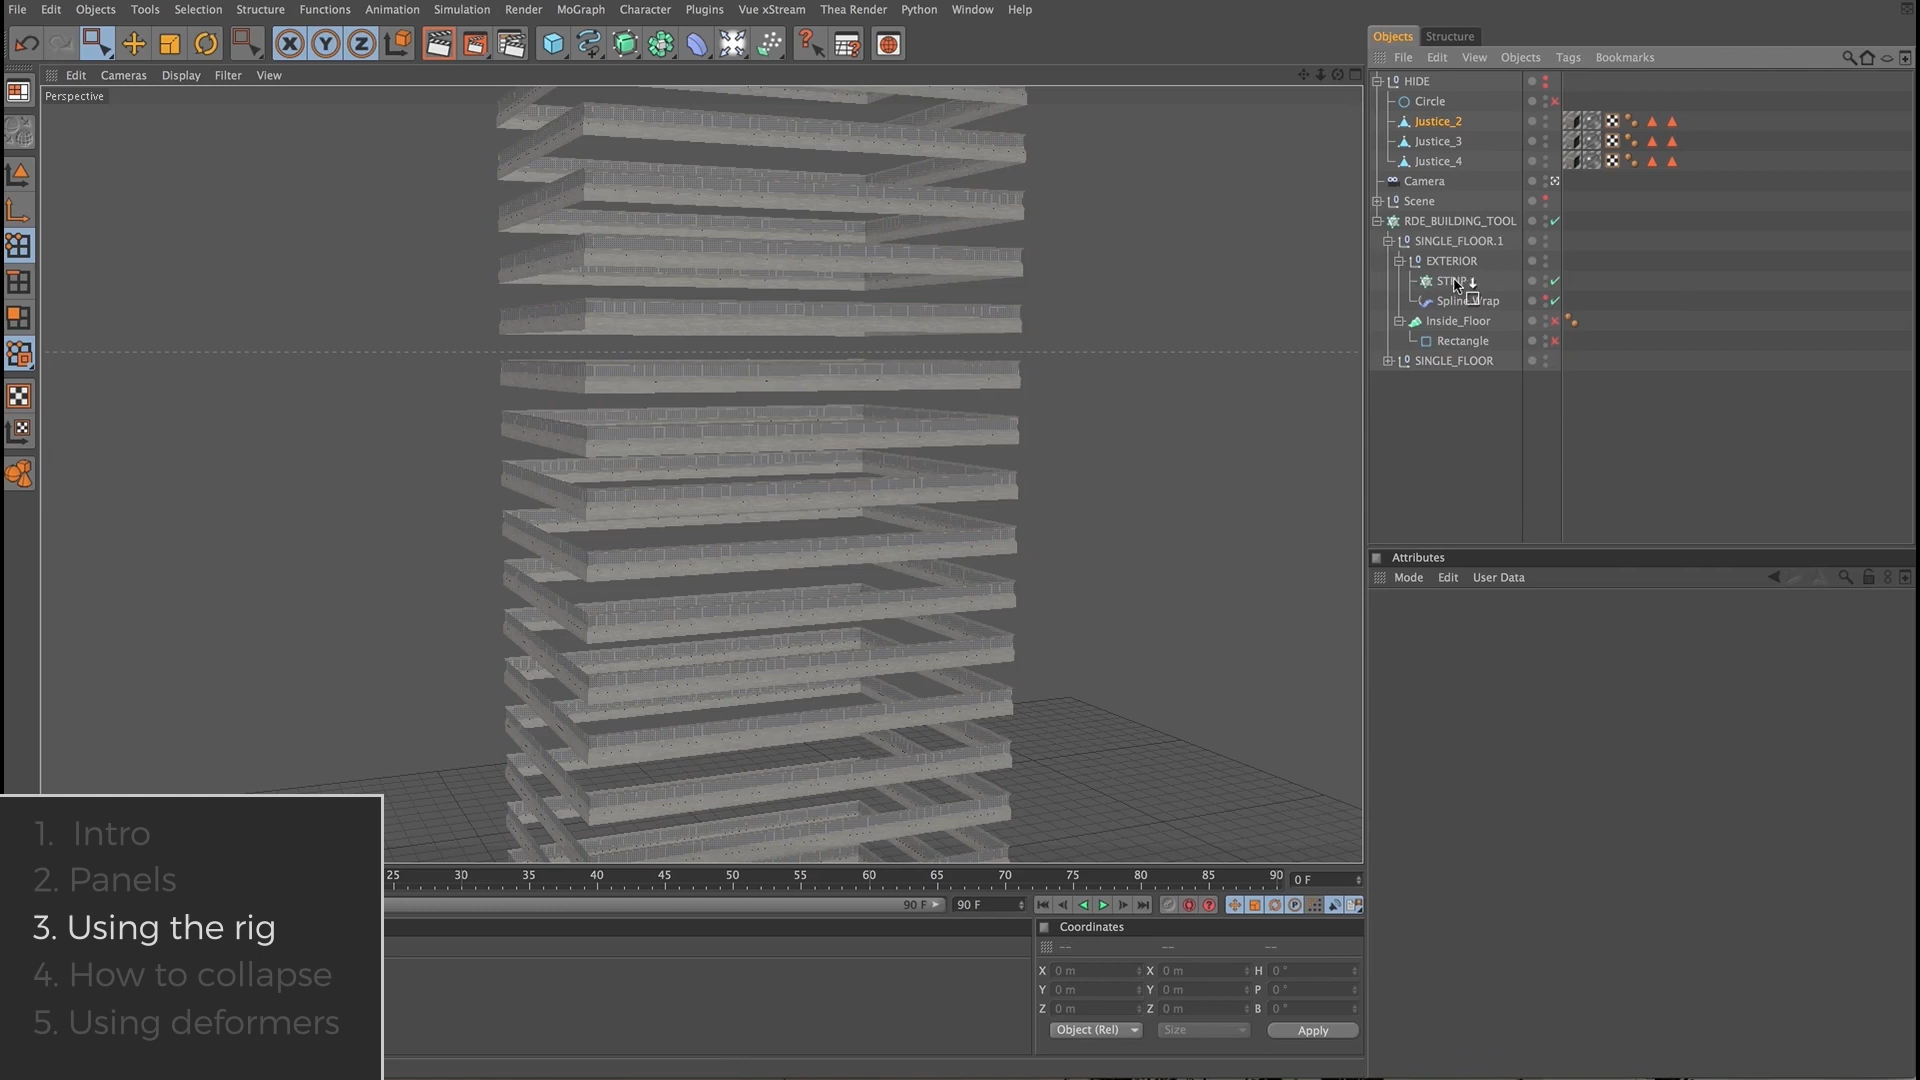 File Edit Objects Tools Selection Structure Functions Animation Simulation Render MoGraph Character Plugins Vue xStream Thea Render Python Window Help
Edit Cameras Display Filter View
Perspective
Objects Structure
File Edit View Objects Tags Bookmarks
HIDE
Circle
Justice_2
Justice_3
Justice_4
Camera
Scene
RDE_BUILDING_TOOL
SINGLE_FLOOR.1
EXTERIOR
Spline Wrap
Inside_Floor
Rectangle
SINGLE_FLOOR
Attributes
Mode Edit User Data
1. Intro
2. Panels
3. Using the rig
4. How to collapse
5. Using deformers
25 30 35 40 45 50 55 60 65 70 75 80 85 90 0 F
90 F 90 F
Coordinates
-- -- --
X 0 m X 0 m H 0 °
Y 0 m Y 0 m P 0 °
Z 0 m Z 0 m B 0 °
Object (Rel) Size Apply